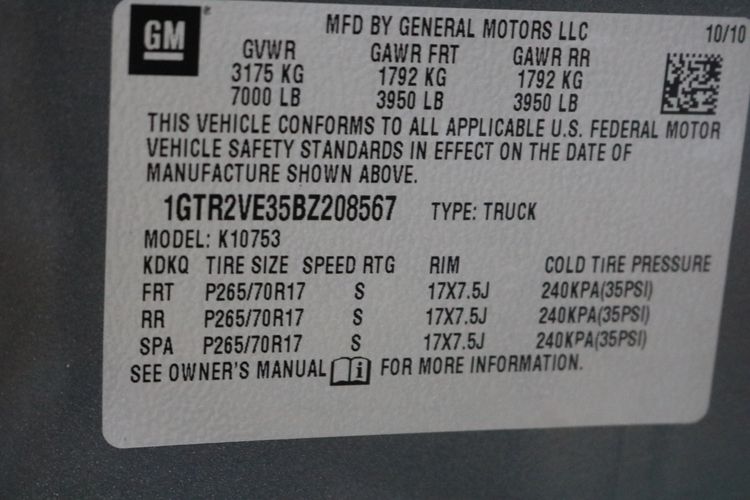 GM
MFD BY GENERAL MOTORS LLC 10/10
GVWR GAWR FRT GAWR RR
3175 KG 1792 KG 1792 KG
7000 LB 3950 LB 3950 LB
THIS VEHICLE CONFORMS TO ALL APPLICABLE U.S. FEDERAL MOTOR
VEHICLE SAFETY STANDARDS IN EFFECT ON THE DATE OF
MANUFACTURE SHOWN ABOVE.
1GTR2VE35BZ208567 TYPE: TRUCK
MODEL: K10753
KDKQ TIRE SIZE SPEED RTG RIM COLD TIRE PRESSURE
FRT P265/70R17 S 17X7.5J 240KPA(35PSI)
RR P265/70R17 S 17X7.5J 240KPA(35PSI)
SPA P265/70R17 S 17X7.5J 240KPA(35PSI)
SEE OWNER'S MANUAL i FOR MORE INFORMATION.